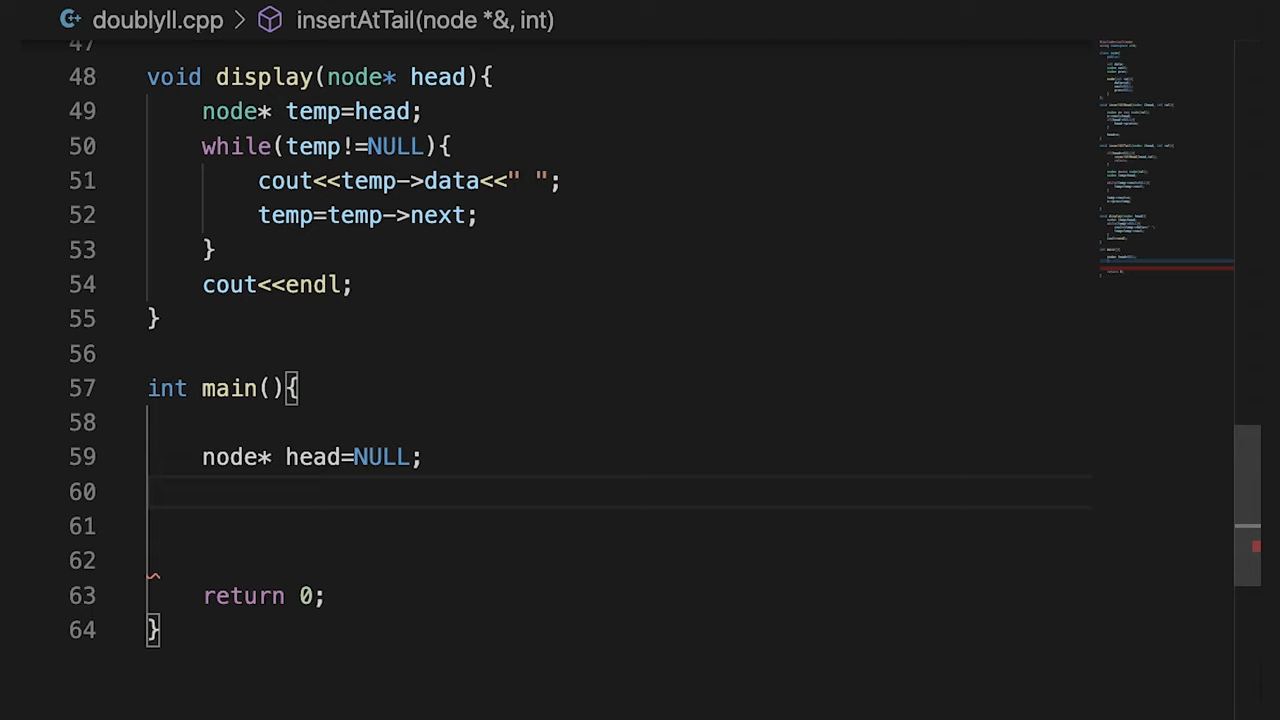 doublyll.cpp > insertAtTail(node *&, int)
47
48 void display(node* head){
49 node* temp=head;
50 while(temp!=NULL){
51 cout<<temp->data<<" ";
52 temp=temp->next;
53 }
54 cout<<endl;
55 }
56
57 int main(){
58
59 node* head=NULL;
60
61
62
63 return 0;
64 }